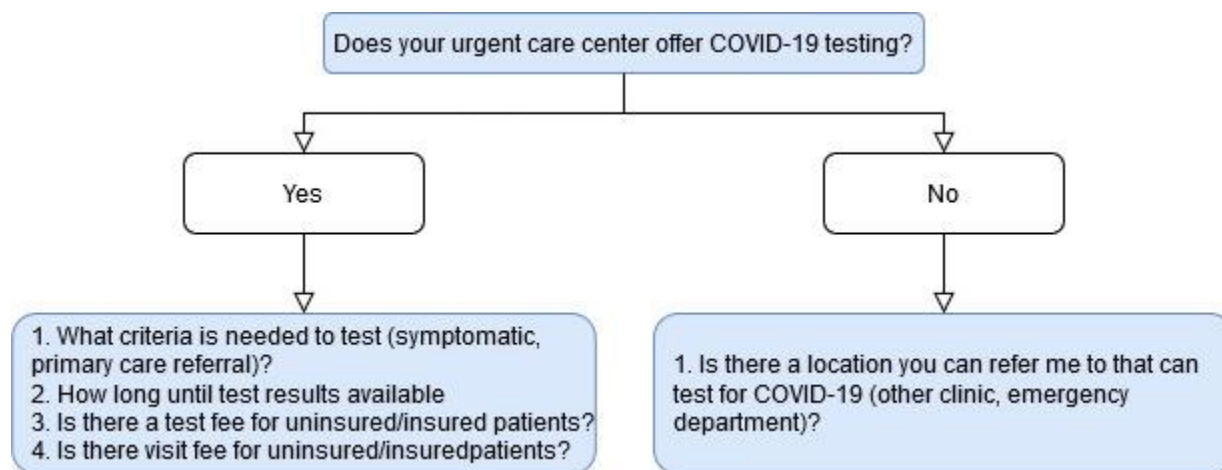 Does your urgent care center offer COVID-19 testing?
Yes
No
1. What criteria is needed to test (symptomatic,
primary care referral)?
2. How long until test results available
3. Is there a test fee for uninsured/insured patients?
4. Is there visit fee for uninsured/insuredpatients?
1. Is there a location you can refer me to that can
test for COVID-19 (other clinic, emergency
department)?